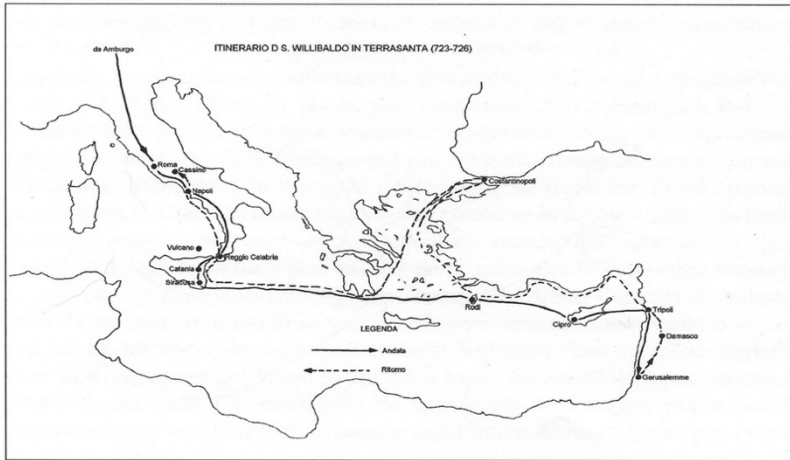 da Amburgo
ITINERARIO D S. WILLIBALDO IN TERRASANTA (723-726)
Roma
Cassino
Napoli
Costantinopoli
Vulcano
Reggio Calabria
Catania
Siracusa
Rodi
Cipro
Tripoli
Damasco
Gerusalemme
LEGENDA
Andata
Ritorno